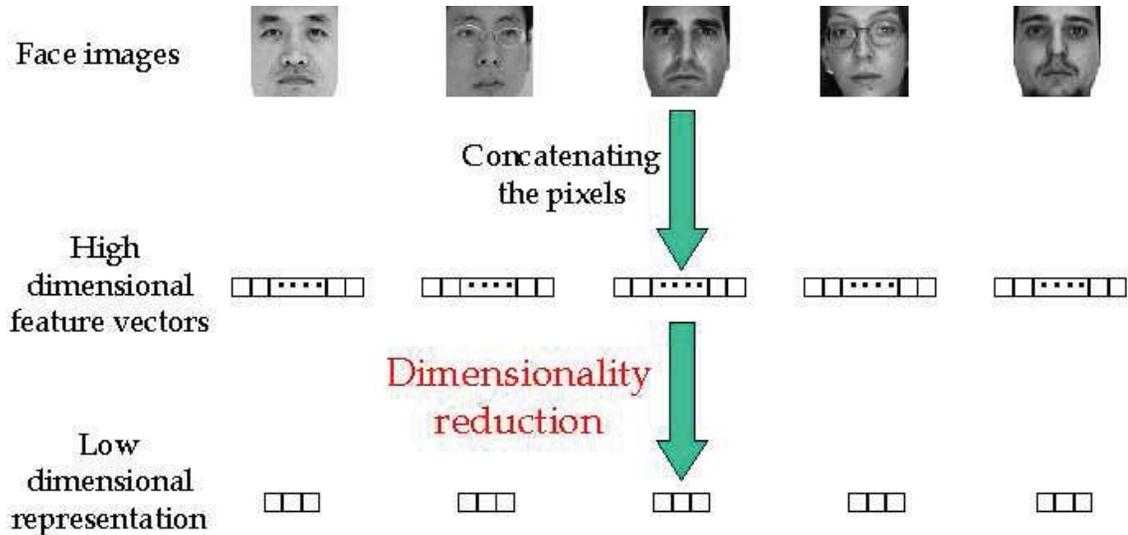 Face images
Concatenating
the pixels
High
dimensional
feature vectors
Dimensionality
reduction
Low
dimensional
representation